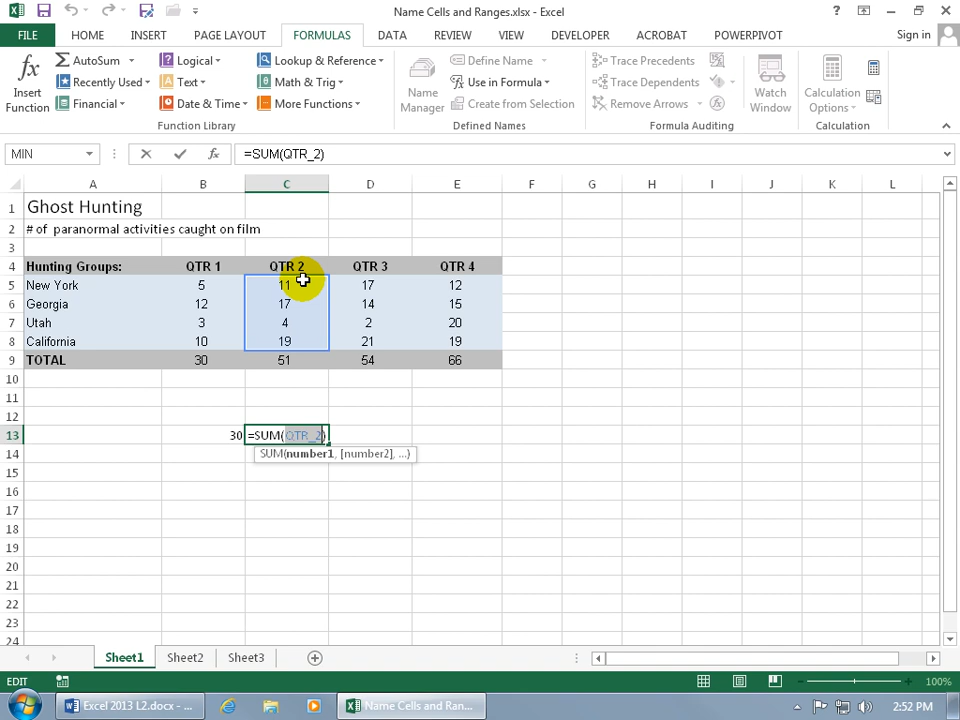 Name Cells and Ranges.xlsx - Excel
?
FILE HOME INSERT PAGE LAYOUT FORMULAS DATA REVIEW VIEW DEVELOPER ACROBAT POWERPIVOT Sign in
Insert Function
AutoSum
Recently Used
Financial
Logical
Text
Date & Time
Lookup & Reference
Math & Trig
More Functions
Function Library
Name Manager
Define Name
Use in Formula
Create from Selection
Defined Names
Trace Precedents
Trace Dependents
Remove Arrows
Formula Auditing
Watch Window
Calculation Options
Calculation
MIN fx =SUM(QTR_2)
A B C D E F G H I J K L
1 Ghost Hunting
2 # of paranormal activities caught on film
3
4 Hunting Groups: QTR 1 QTR 2 QTR 3 QTR 4
5 New York 5 11 17 12
6 Georgia 12 17 14 15
7 Utah 3 4 2 20
8 California 10 19 21 19
9 TOTAL 30 51 54 66
10
11
12
13 30 =SUM(QTR_2)
14 SUM(number1, [number2], ...)
15
16
17
18
19
20
21
22
23
24
Sheet1 Sheet2 Sheet3
EDIT 100%
Excel 2013 L2.docx - ... Name Cells and Ran... 2:52 PM